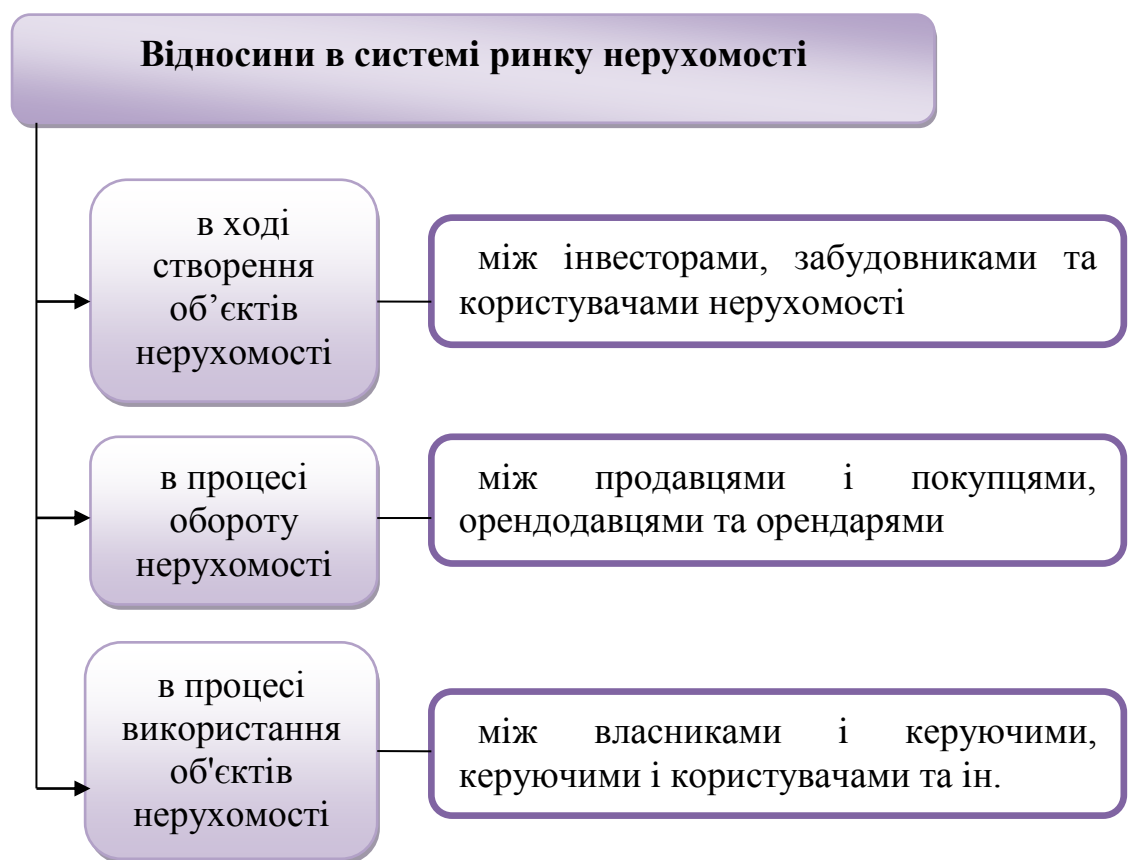 Відносини в системі ринку нерухомості
в ході
створення
об’єктів
нерухомості
між інвесторами, забудовниками та
користувачами нерухомості
в процесі
обороту
нерухомості
між продавцями і покупцями,
орендодавцями та орендарями
в процесі
використання
об'єктів
нерухомості
між власниками і керуючими,
керуючими і користувачами та ін.